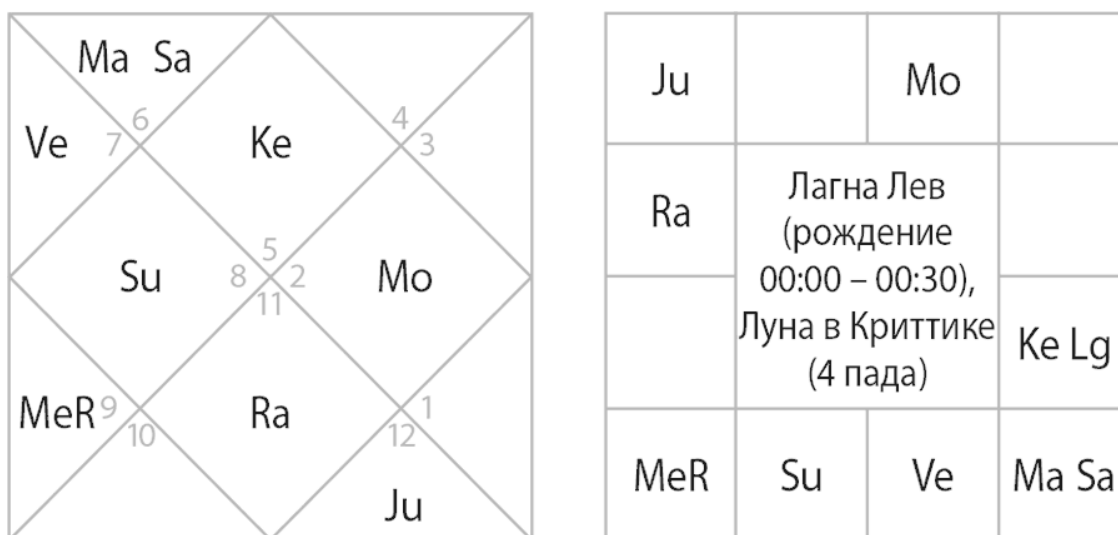 Ma Sa
Ve
6
7
Ke
4
3
Su
5
8
2
11
Mo
MeR
9
10
Ra
1
12
Ju
Ju
Mo
Ra
Лагна Лев
(рождение
00:00 – 00:30),
Луна в Криттике
(4 пада)
Ke Lg
MeR
Su
Ve
Ma Sa